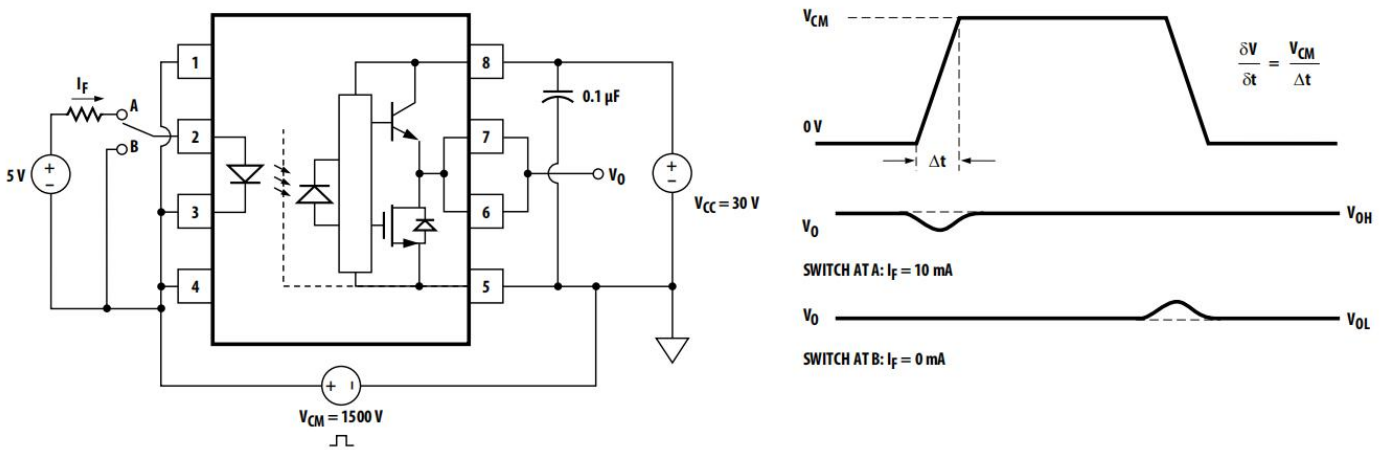 I_F
A
B
5 V
+
−
1
2
3
4
8
7
6
5
0.1 µF
V_O
+
−
V_CC = 30 V
+ −
V_CM = 1500 V
V_CM
0 V
Δt
δV / δt = V_CM / Δt
V_O
V_OH
SWITCH AT A: I_F = 10 mA
V_O
V_OL
SWITCH AT B: I_F = 0 mA